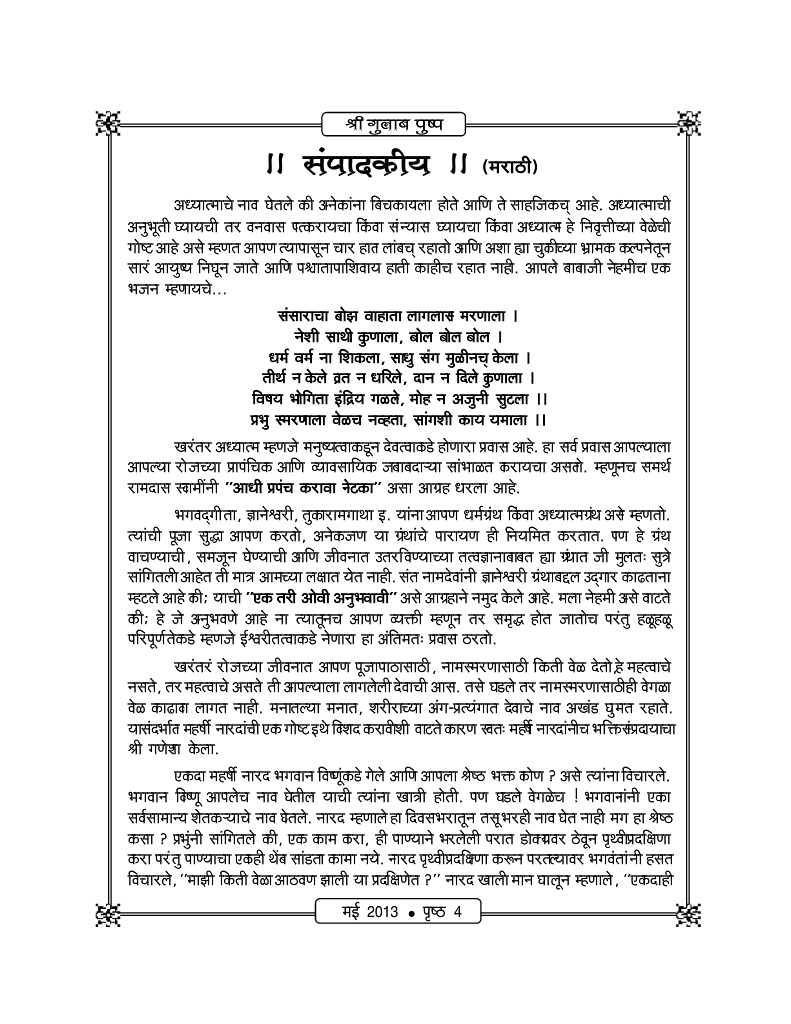 श्री गुलाब पुष्प
॥ संपादकीय ॥ (मराठी)
अध्यात्माचे नाव घेतले की अनेकांना बिचकायला होते आणि ते साहजिकच् आहे. अध्यात्माची
अनुभूती घ्यायची तर वनवास पत्करायचा किंवा संन्यास घ्यायचा किंवा अध्यात्म हे निवृत्तीच्या वेळेची
गोष्ट आहे असे म्हणत आपण त्यापासून चार हात लांबच् रहातो आणि अशा ह्या चुकीच्या भ्रामक कल्पनेतून
सारं आयुष्य निघून जाते आणि पश्चातापाशिवाय हाती काहीच रहात नाही. आपले बाबाजी नेहमीच एक
भजन म्हणायचे...
संसाराचा बोझ वाहाता लागलास मरणाला ।
नेशी साथी कुणाला, बोल बोल बोल ।
धर्म वर्म ना शिकला, साधु संग मुळीनच् केला ।
तीर्थ न केले व्रत न धरिले, दान न दिले कुणाला ।
विषय भोगिता इंद्रिय गळले, मोह न अजुनी सुटला ।।
प्रभु स्मरणाला वेळच नव्हता, सांगशी काय यमाला ।।
खरंतर अध्यात्म म्हणजे मनुष्यत्वाकडून देवत्वाकडे होणारा प्रवास आहे. हा सर्व प्रवास आपल्याला
आपल्या रोजच्या प्रापंचिक आणि व्यावसायिक जबाबदाऱ्या सांभाळत करायचा असतो. म्हणूनच समर्थ
रामदास स्वामींनी "आधी प्रपंच करावा नेटका" असा आग्रह धरला आहे.
भगवद्गीता, ज्ञानेश्वरी, तुकारामगाथा इ. यांना आपण धर्मग्रंथ किंवा अध्यात्मग्रंथ असे म्हणतो.
त्यांची पूजा सुद्धा आपण करतो, अनेकजण या ग्रंथांचे पारायण ही नियमित करतात. पण हे ग्रंथ
वाचण्याची, समजून घेण्याची आणि जीवनात उतरविण्याच्या तत्वज्ञानाबाबत ह्या ग्रंथात जी मुलतः सुत्रे
सांगितली आहेत ती मात्र आमच्या लक्षात येत नाही. संत नामदेवांनी ज्ञानेश्वरी ग्रंथाबद्दल उद्गार काढताना
म्हटले आहे की; याची "एक तरी ओवी अनुभवावी" असे आग्रहाने नमुद केले आहे. मला नेहमी असे वाटते
की; हे जे अनुभवणे आहे ना त्यातूनच आपण व्यक्ती म्हणून तर समृद्ध होत जातोच परंतु हळूहळू
परिपूर्णतेकडे म्हणजे ईश्वरीतत्वाकडे नेणारा हा अंतिमतः प्रवास ठरतो.
खरंतरं रोजच्या जीवनात आपण पूजापाठासाठी, नामस्मरणासाठी किती वेळ देतो,हे महत्वाचे
नसते, तर महत्वाचे असते ती आपल्याला लागलेली देवाची आस. तसे घडले तर नामस्मरणासाठीही वेगळा
वेळ काढावा लागत नाही. मनातल्या मनात, शरीराच्या अंग-प्रत्यंगात देवाचे नाव अखंड घुमत रहाते.
यासंदर्भात महर्षी नारदांची एक गोष्ट इथे विशद करावीशी वाटते कारण स्वतः महर्षी नारदांनीच भक्तिसंप्रदायाचा
श्री गणेशा केला.
एकदा महर्षी नारद भगवान विष्णूंकडे गेले आणि आपला श्रेष्ठ भक्त कोण ? असे त्यांना विचारले.
भगवान विष्णू आपलेच नाव घेतील याची त्यांना खात्री होती. पण घडले वेगळेच ! भगवानांनी एका
सर्वसामान्य शेतकऱ्याचे नाव घेतले. नारद म्हणाले हा दिवसभरातून तसूभरही नाव घेत नाही मग हा श्रेष्ठ
कसा ? प्रभुंनी सांगितले की, एक काम करा, ही पाण्याने भरलेली परात डोक्यावर ठेवून पृथ्वीप्रदक्षिणा
करा परंतु पाण्याचा एकही थेंब सांडता कामा नये. नारद पृथ्वीप्रदक्षिणा करून परतल्यावर भगवंतांनी हसत
विचारले, "माझी किती वेळा आठवण झाली या प्रदक्षिणेत ?" नारद खाली मान घालून म्हणाले, "एकदाही
मई 2013 ● पृष्ठ 4